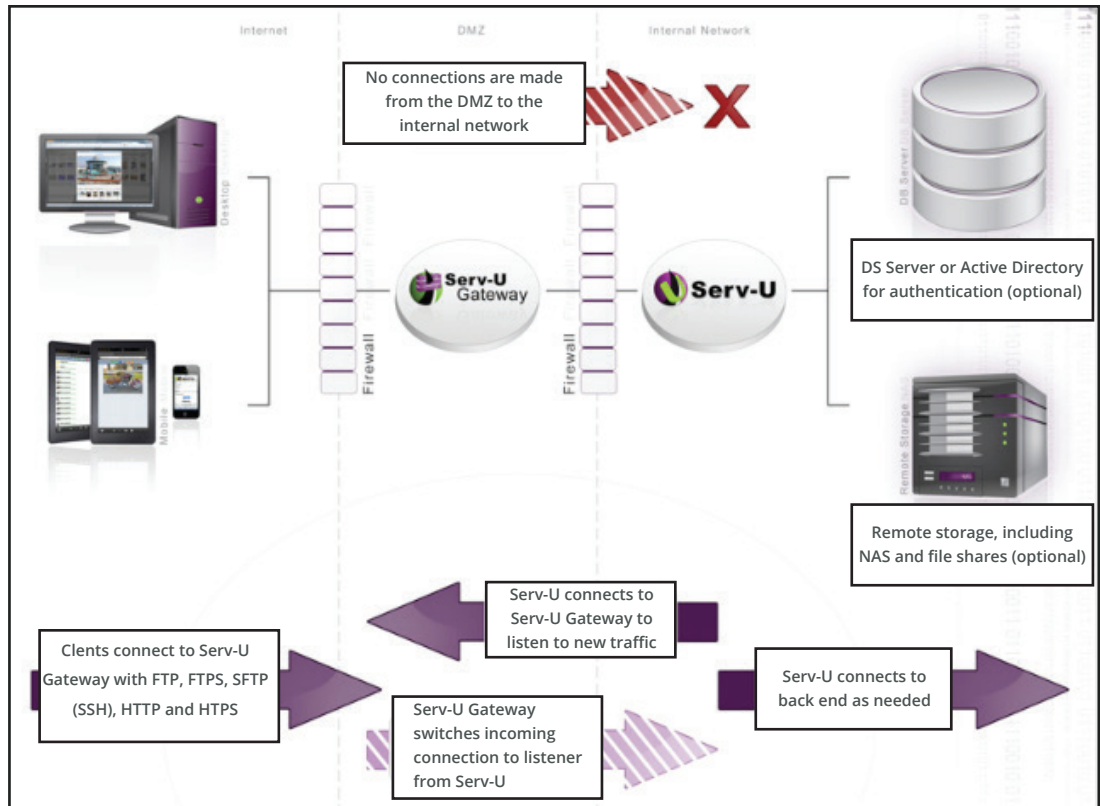 Internet
DMZ
Internal Network
No connections are made
from the DMZ to the
internal network
X
Desktop
DB Server
Firewall
Firewall
Serv-U
Gateway
Serv-U
DS Server or Active Directory
for authentication (optional)
Mobile
Remote Storage
Remote storage, including
NAS and file shares (optional)
Serv-U connects to
Serv-U Gateway to
listen to new traffic
Clents connect to Serv-U
Gateway with FTP, FTPS, SFTP
(SSH), HTTP and HTPS
Serv-U connects to
back end as needed
Serv-U Gateway
switches incoming
connection to listener
from Serv-U